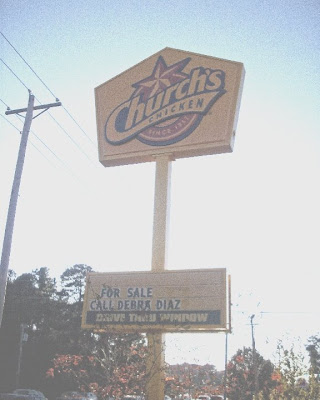 Church's
CHICKEN
SINCE 1952
FOR SALE
CALL DEBRA DIAZ
DRIVE THRU WINDOW